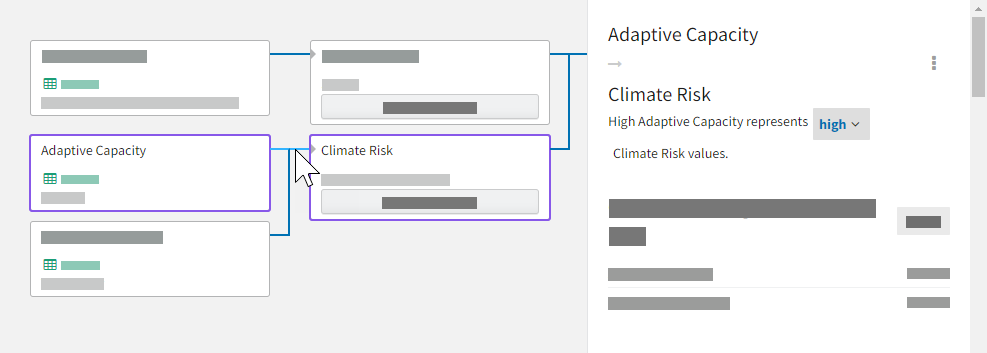 Adaptive Capacity
Climate Risk
Adaptive Capacity
Climate Risk
High Adaptive Capacity represents high
Climate Risk values.